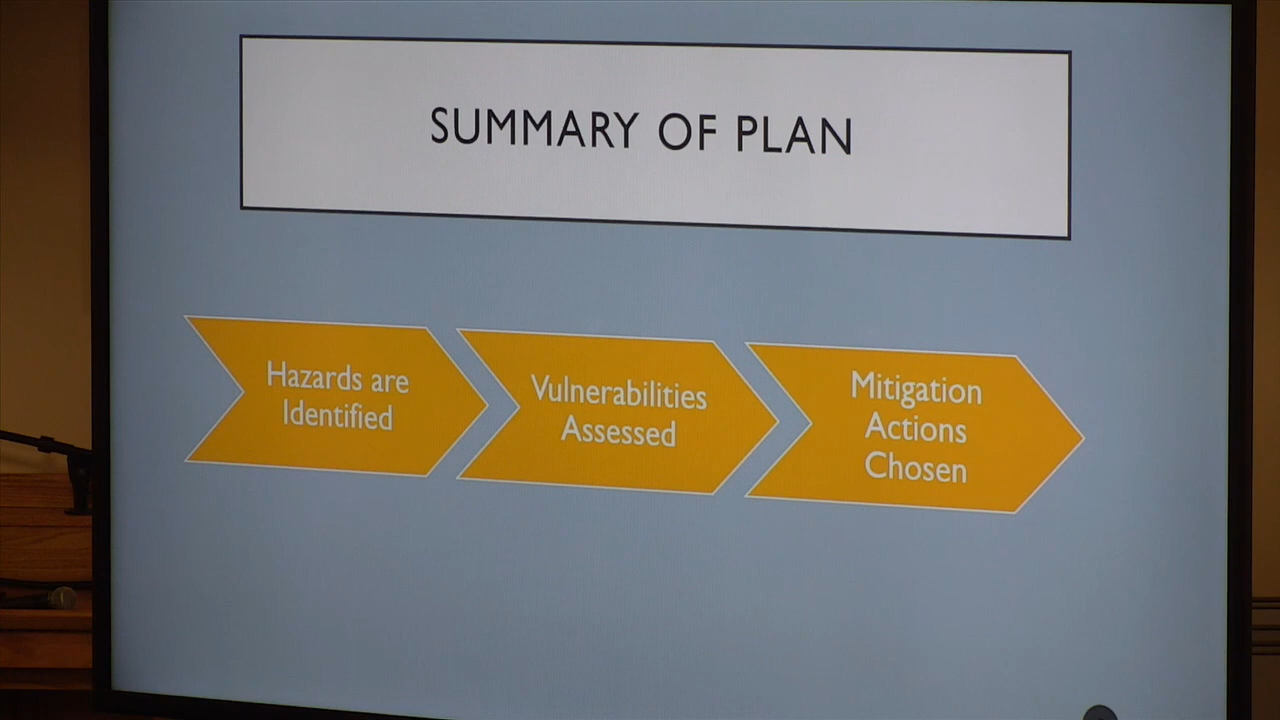 SUMMARY OF PLAN
Hazards are
Identified
Vulnerabilities
Assessed
Mitigation
Actions
Chosen